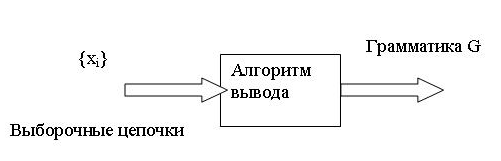 {xᵢ}
Выборочные цепочки
Алгоритм
вывода
Грамматика G